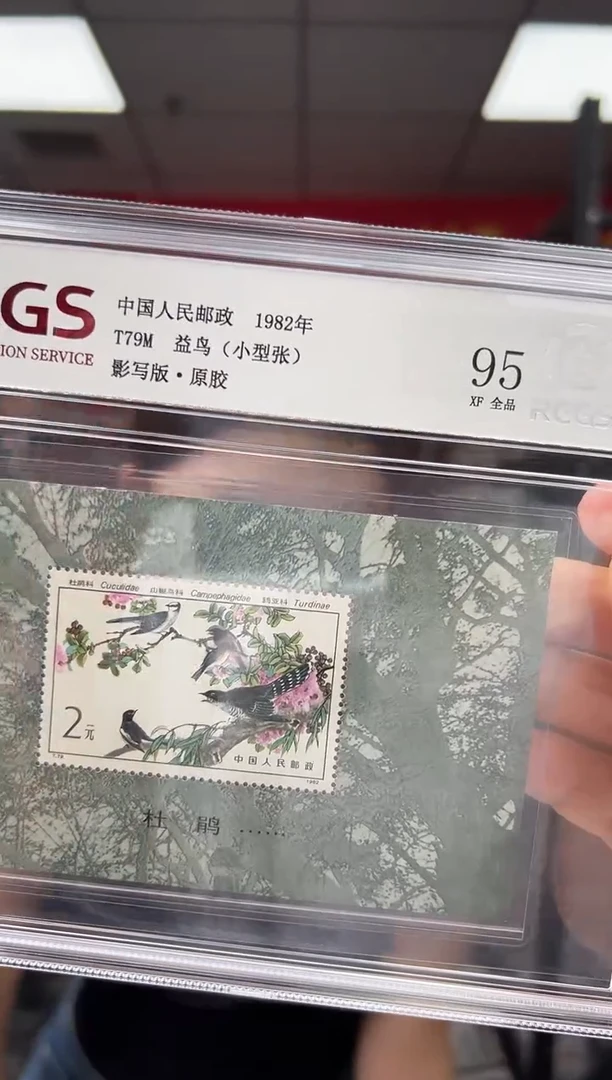 GS
ION SERVICE
中国人民邮政 1982年
T79M 益鸟（小型张）
影写版·原胶
95
XF 全品
RCGS
杜鹃科 Cuculidae 山椒鸟科 Campephagidae 鸫亚科 Turdinae
2元
中国人民邮政
T.79
1982
杜鹃……